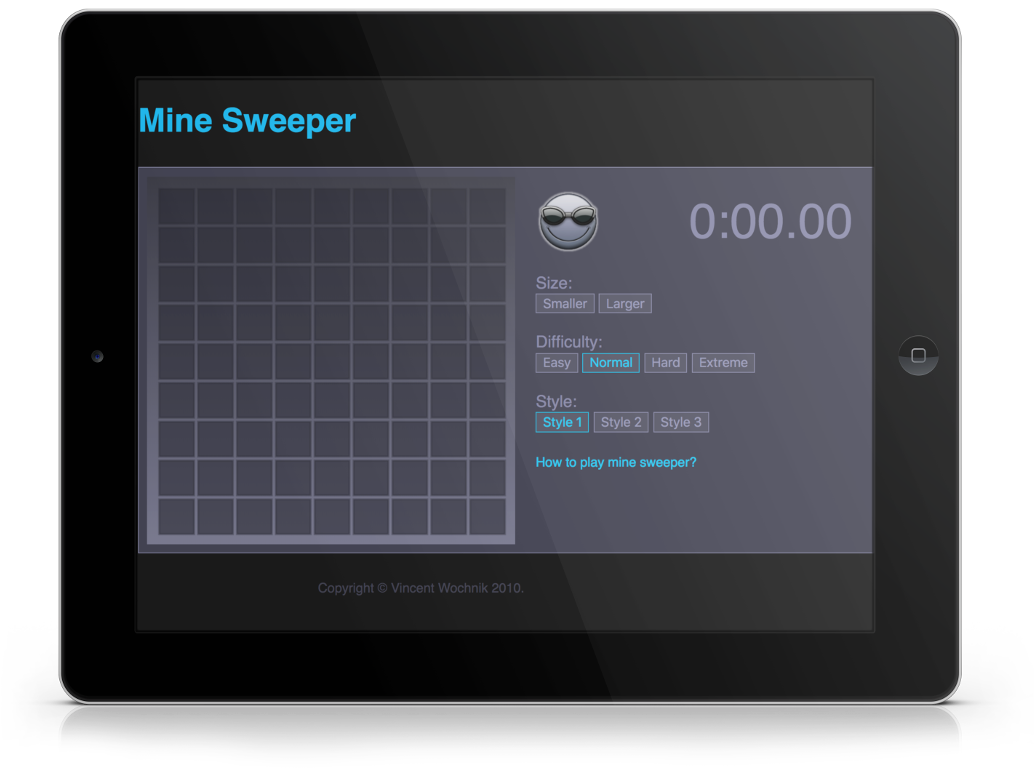 Mine Sweeper
0:00.00
Size:
Smaller Larger
Difficulty:
Easy Normal Hard Extreme
Style:
Style 1 Style 2 Style 3
How to play mine sweeper?
Copyright © Vincent Wochnik 2010.